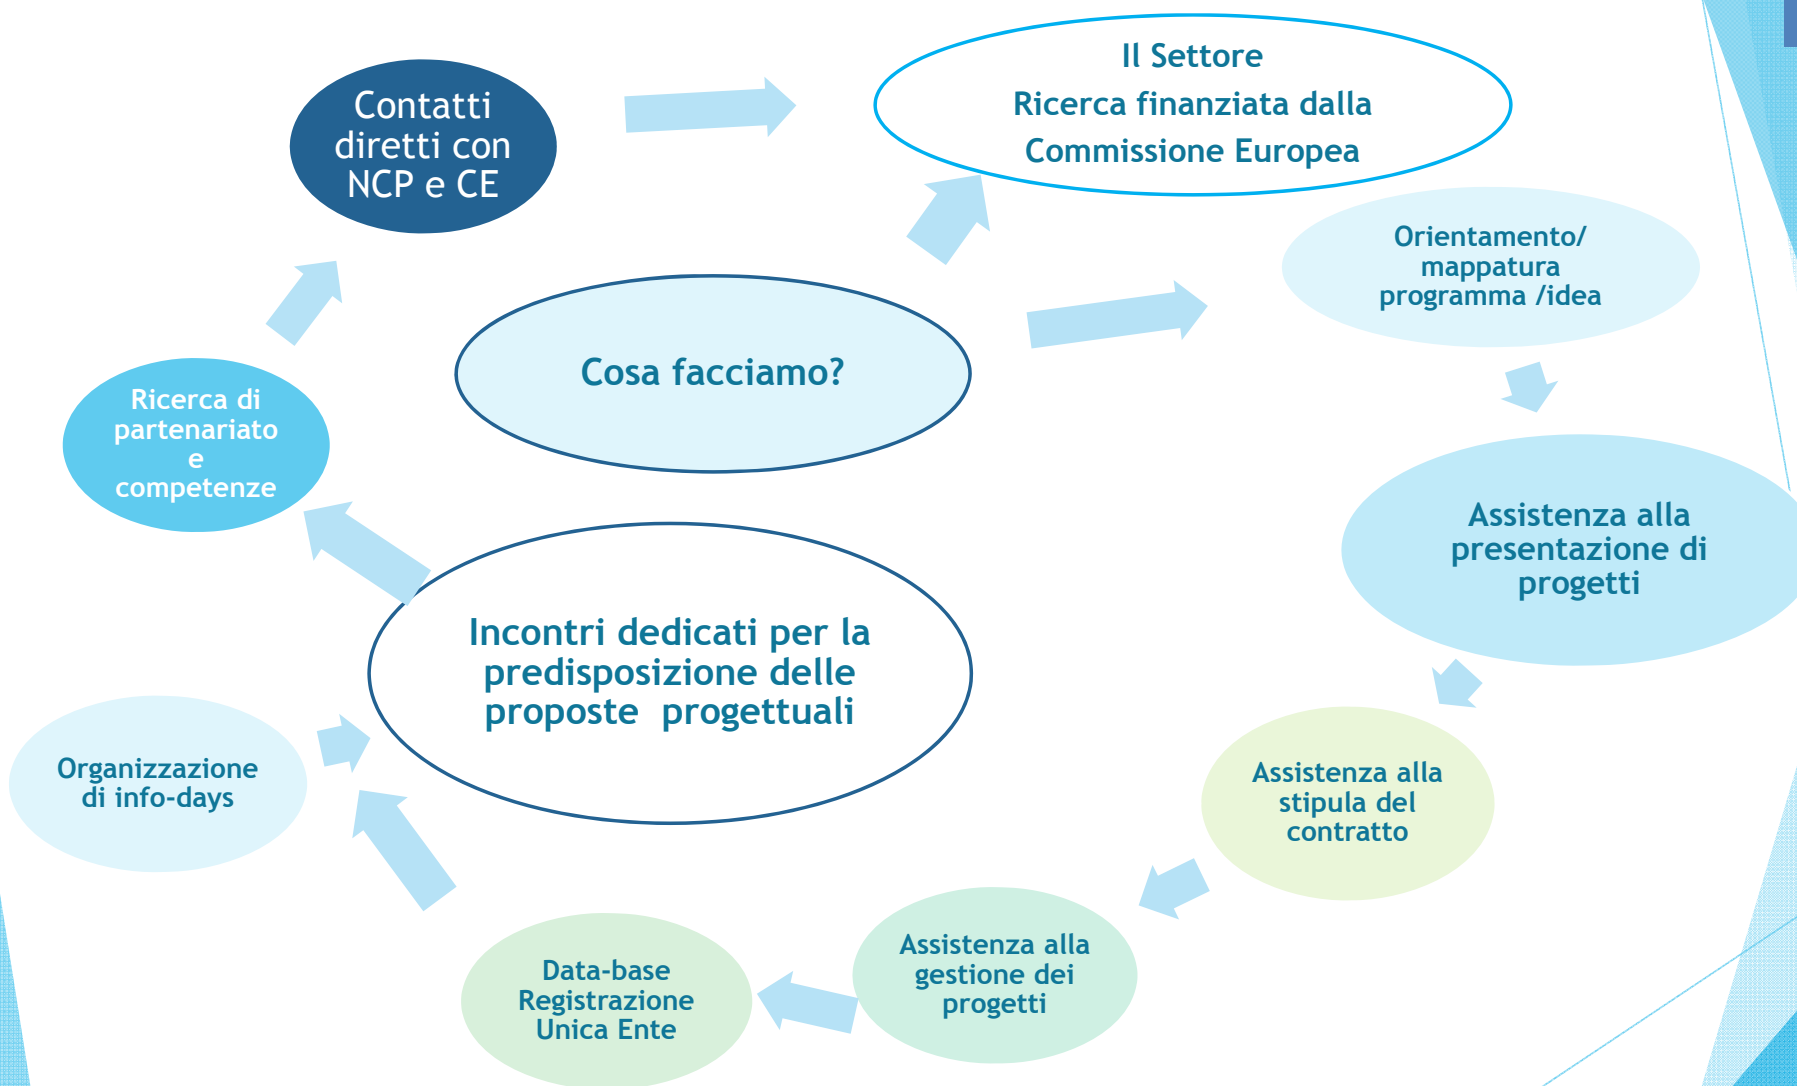 Il Settore
Ricerca finanziata dalla
Commissione Europea
Contatti
diretti con
NCP e CE
Orientamento/
mappatura
programma /idea
Cosa facciamo?
Ricerca di
partenariato
e
competenze
Assistenza alla
presentazione di
progetti
Incontri dedicati per la
predisposizione delle
proposte  progettuali
Organizzazione
di info-days
Assistenza alla
stipula del
contratto
Assistenza alla
gestione dei
progetti
Data-base
Registrazione
Unica Ente